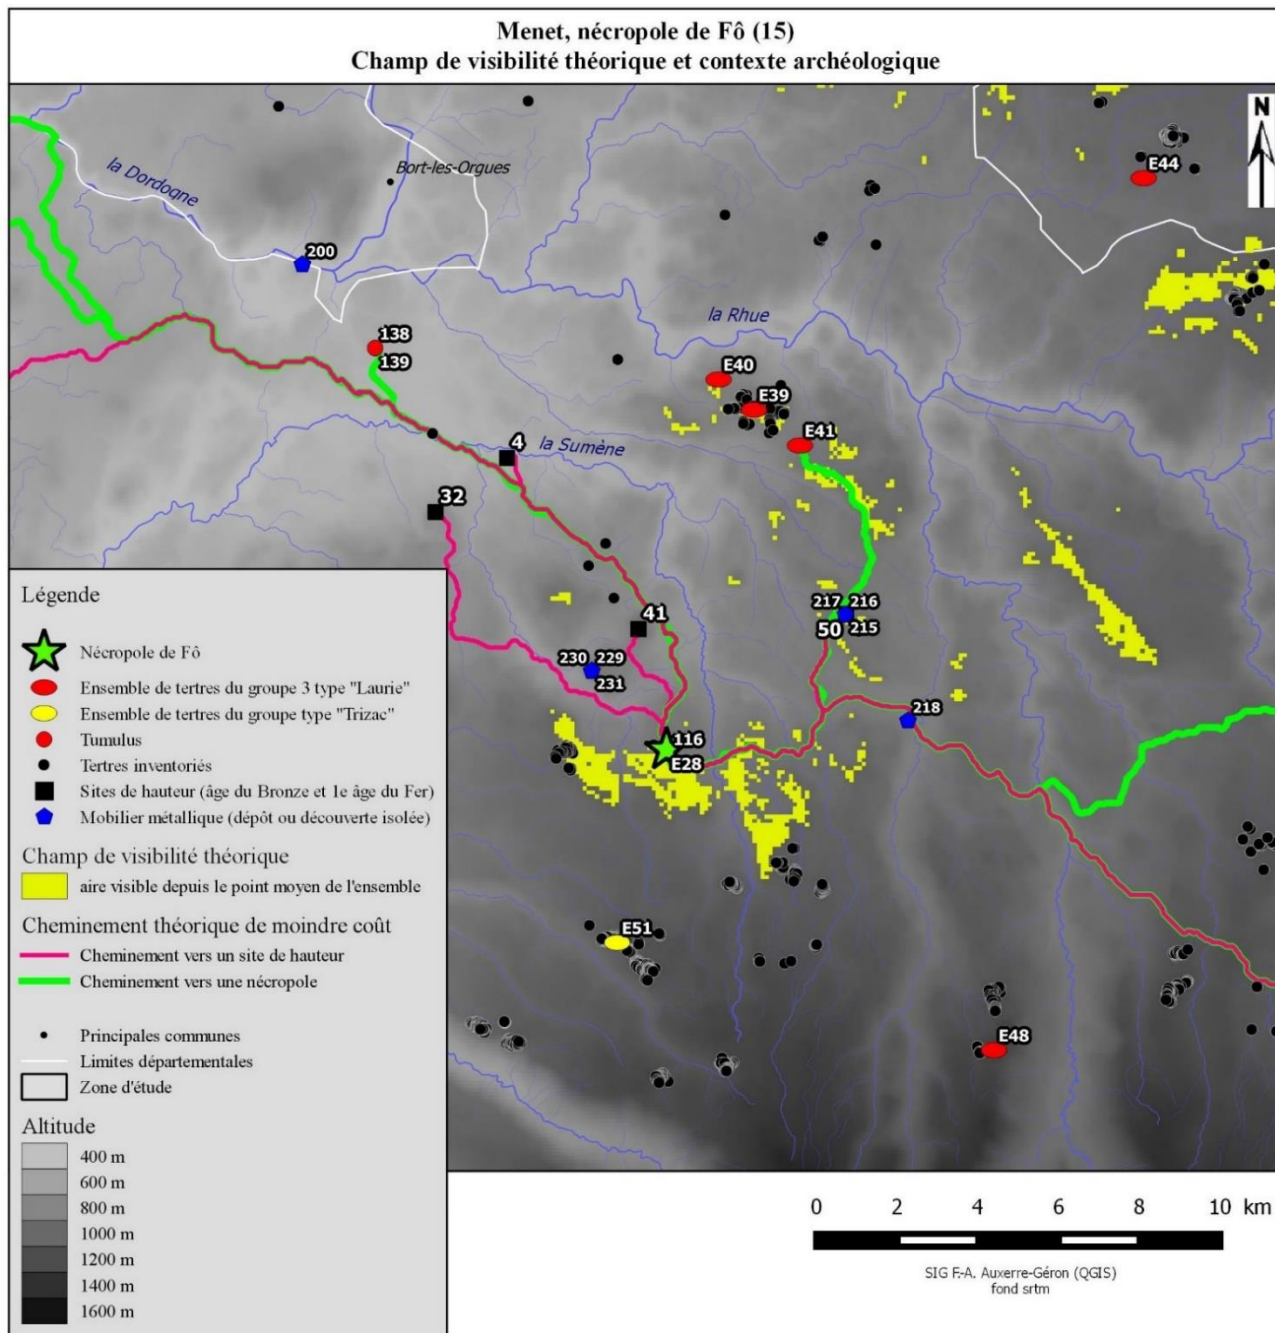 Menet, nécropole de Fô (15)
Champ de visibilité théorique et contexte archéologique
N
E44
la Dordogne
Bort-les-Orgues
200
la Rhue
138
139
E40
E39
E41
4
la Sumène
32
217 216
50 215
41
230 229
231
218
116
E28
E51
E48
Légende
Nécropole de Fô
Ensemble de tertres du groupe 3 type "Laurie"
Ensemble de tertres du groupe type "Trizac"
Tumulus
Tertres inventoriés
Sites de hauteur (âge du Bronze et 1e âge du Fer)
Mobilier métallique (dépôt ou découverte isolée)
Champ de visibilité théorique
aire visible depuis le point moyen de l'ensemble
Cheminement théorique de moindre coût
Cheminement vers un site de hauteur
Cheminement vers une nécropole
Principales communes
Limites départementales
Zone d'étude
Altitude
400 m
600 m
800 m
1000 m
1200 m
1400 m
1600 m
0 2 4 6 8 10 km
SIG F.-A. Auxerre-Géron (QGIS)
fond srtm